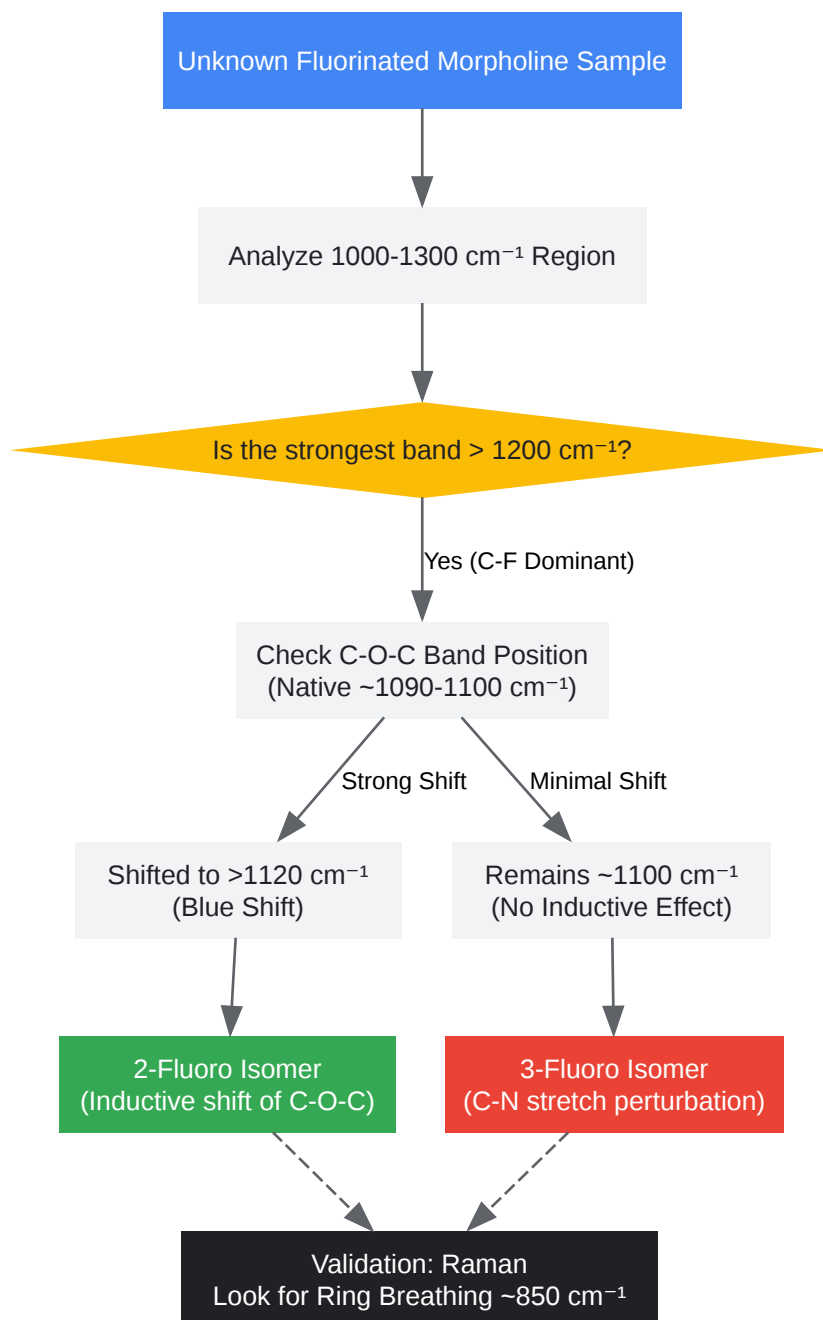 Unknown Fluorinated Morpholine Sample
Analyze 1000-1300 cm⁻¹ Region
Is the strongest band > 1200 cm⁻¹?
Yes (C-F Dominant)
Check C-O-C Band Position
(Native ~1090-1100 cm⁻¹)
Strong Shift
Minimal Shift
Shifted to >1120 cm⁻¹
(Blue Shift)
Remains ~1100 cm⁻¹
(No Inductive Effect)
2-Fluoro Isomer
(Inductive shift of C-O-C)
3-Fluoro Isomer
(C-N stretch perturbation)
Validation: Raman
Look for Ring Breathing ~850 cm⁻¹